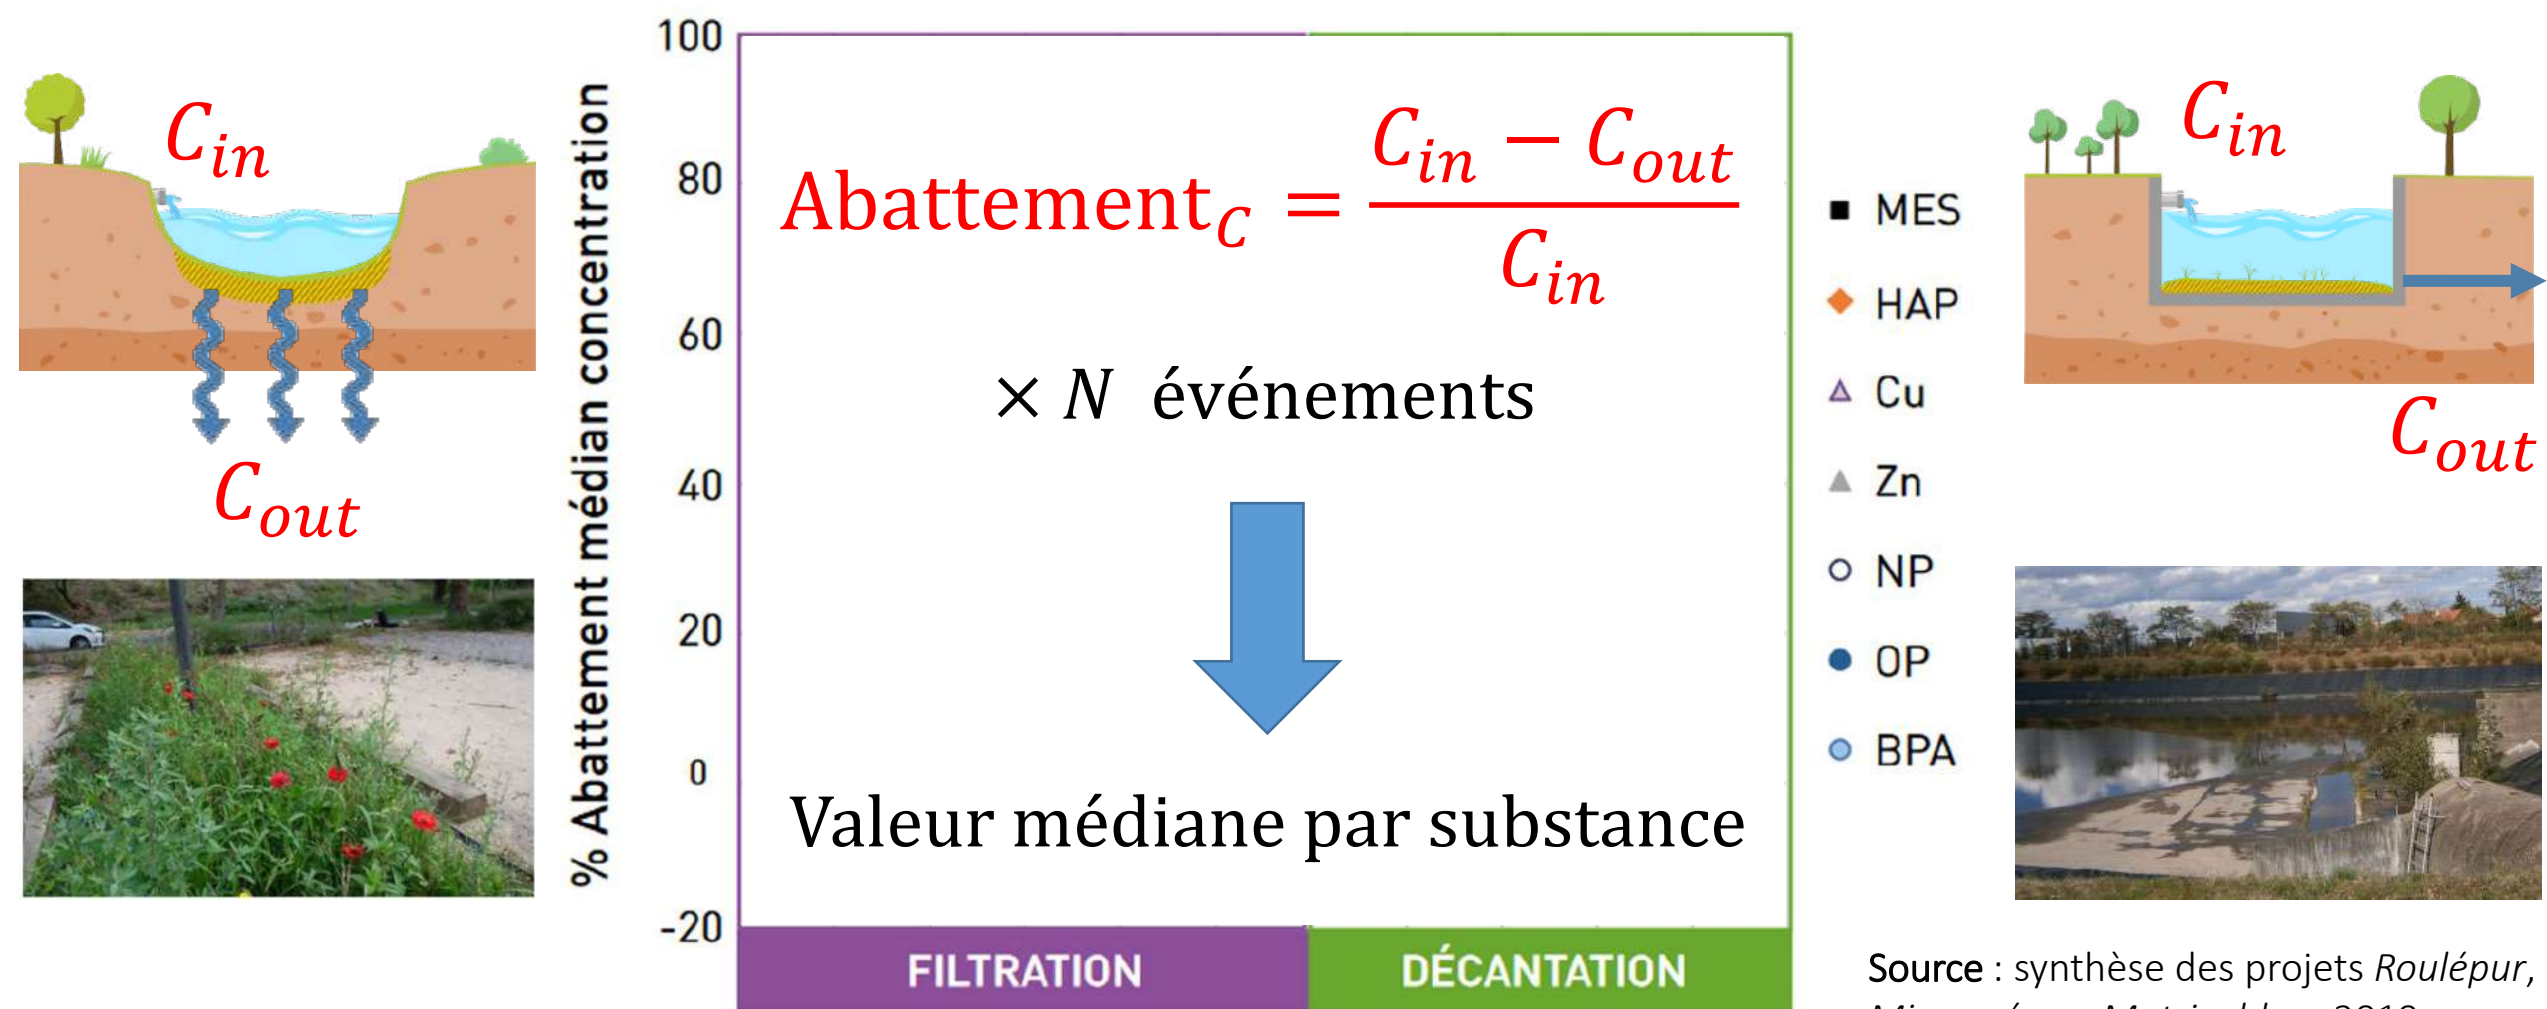 C_in
C_out
% Abattement médian concentration
100
80
60
40
20
0
-20
Abattement_C = (C_in − C_out) / C_in
× N événements
Valeur médiane par substance
FILTRATION
DÉCANTATION
MES
HAP
Cu
Zn
NP
OP
BPA
C_in
C_out
Source : synthèse des projets Roulépur,